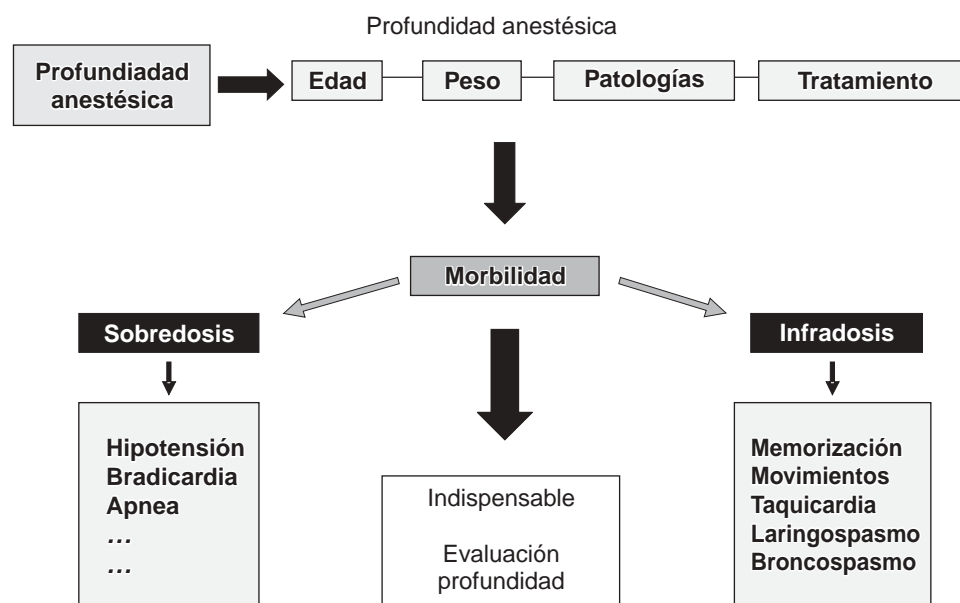 Profundidad anestésica
Profundiadad
anestésica
Edad
Peso
Patologías
Tratamiento
Morbilidad
Sobredosis
Infradosis
Hipotensión
Bradicardia
Apnea
...
...
Indispensable
Evaluación
profundidad
Memorización
Movimientos
Taquicardia
Laringospasmo
Broncospasmo